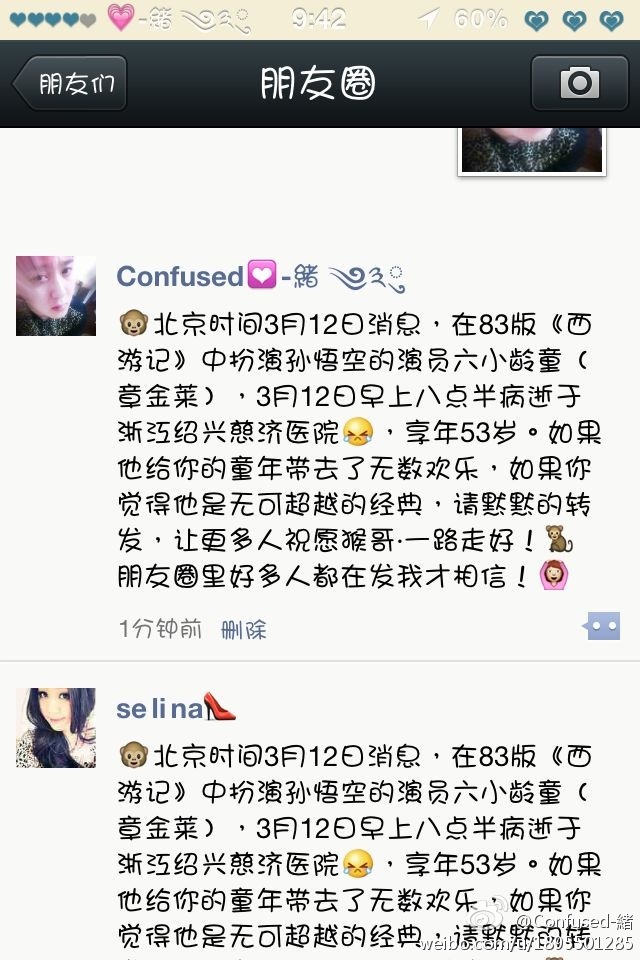 -緒 9:42 60%
朋友们 朋友圈
Confused💟-緒
🐵北京时间3月12日消息，在83版《西
游记》中扮演孙悟空的演员六小龄童（
章金莱），3月12日早上八点半病逝于
浙江绍兴慈济医院😹，享年53岁。如果
他给你的童年带去了无数欢乐，如果你
觉得他是无可超越的经典，请默默的转
发，让更多人祝愿猴哥·一路走好！🐒
朋友圈里好多人都在发我才相信！🙆
1分钟前 删除
selina👠
🐵北京时间3月12日消息，在83版《西
游记》中扮演孙悟空的演员六小龄童（
章金莱），3月12日早上八点半病逝于
浙江绍兴慈济医院😹，享年53岁。如果
他给你的童年带去了无数欢乐，如果你
觉得他是无可超越的经典，请默默的转
@Confused-緒
weibo.com/u/1895501285